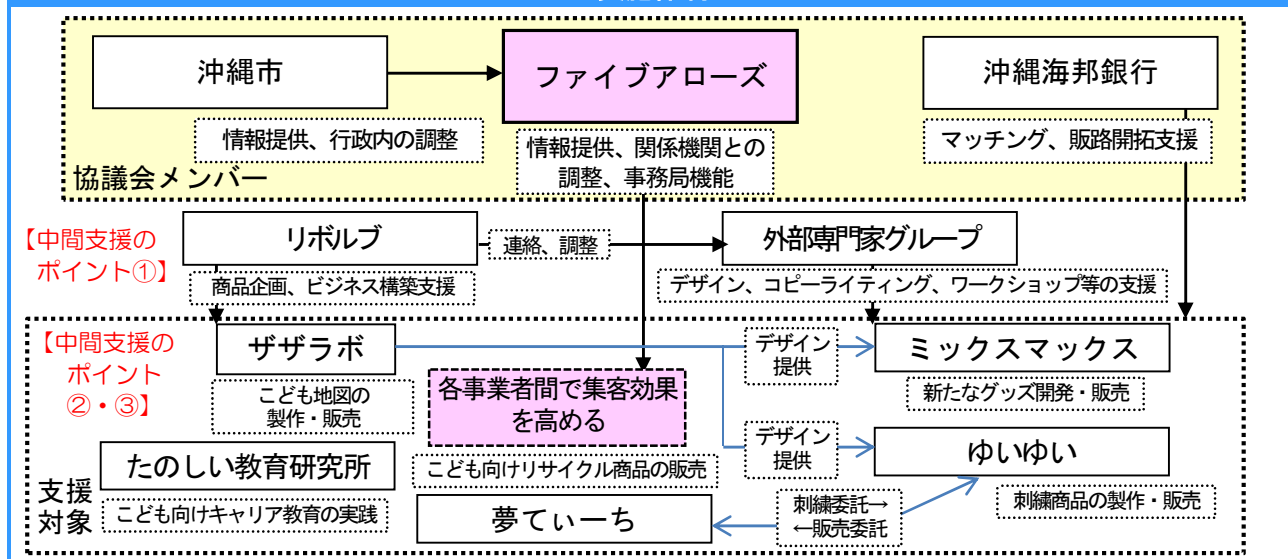 沖縄市
ファイブアローズ
沖縄海邦銀行
情報提供、行政内の調整
情報提供、関係機関との
調整、事務局機能
マッチング、販路開拓支援
協議会メンバー
【中間支援の
ポイント①】
リボルブ
連絡、調整
外部専門家グループ
商品企画、ビジネス構築支援
デザイン、コピーライティング、ワークショップ等の支援
【中間支援の
ポイント
②・③】
ザザラボ
デザイン
提供
ミックスマックス
こども地図の
製作・販売
各事業者間で集客効果
を高める
新たなグッズ開発・販売
たのしい教育研究所
こども向けリサイクル商品の販売
デザイン
提供
ゆいゆい
支援
対象
こども向けキャリア教育の実践
夢てぃーち
刺繍委託→
←販売委託
刺繍商品の製作・販売